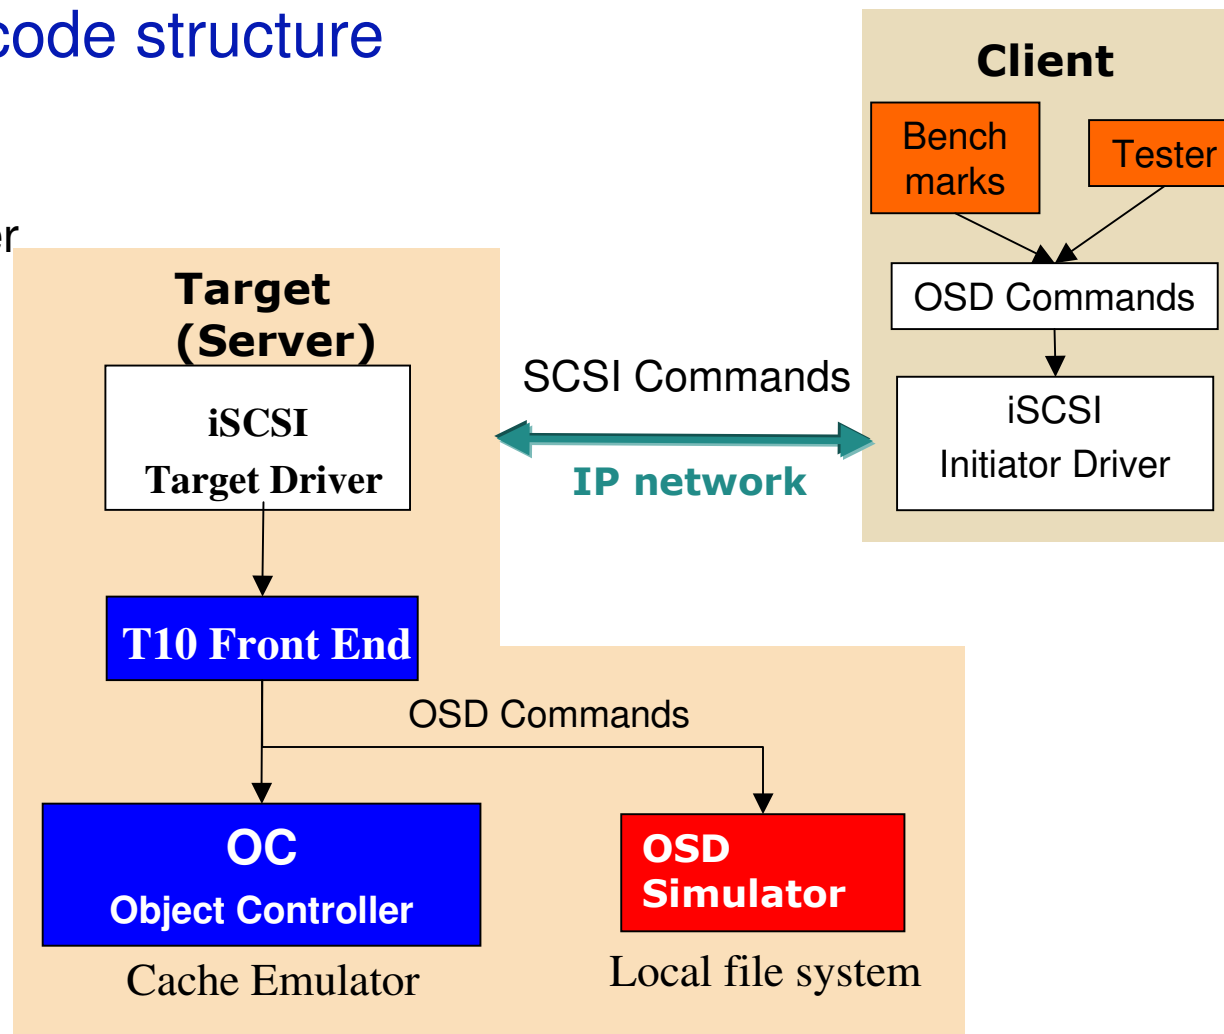 code structure
Client
Bench
marks
Tester
er
Target
(Server)
OSD Commands
SCSI Commands
iSCSI
Target Driver
iSCSI
Initiator Driver
IP network
T10 Front End
OSD Commands
OC
Object Controller
OSD
Simulator
Cache Emulator
Local file system